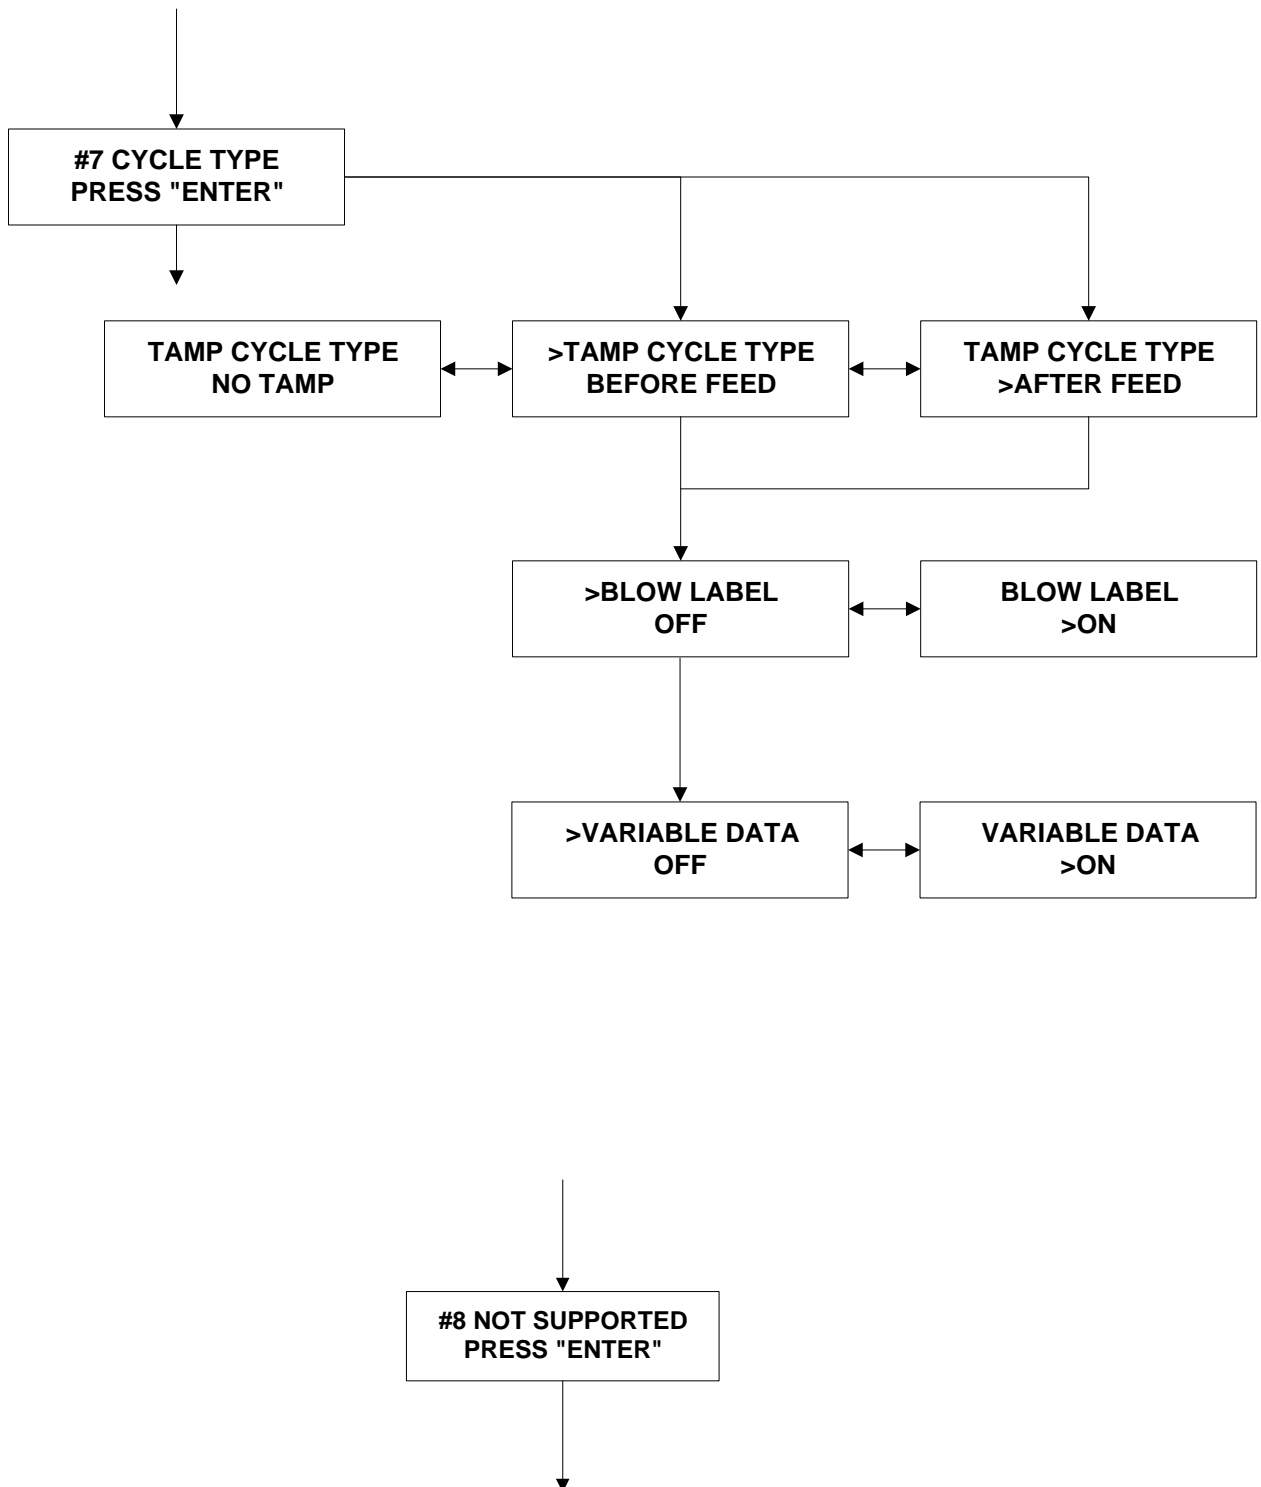 #7 CYCLE TYPE
PRESS "ENTER"
TAMP CYCLE TYPE
NO TAMP
>TAMP CYCLE TYPE
BEFORE FEED
TAMP CYCLE TYPE
>AFTER FEED
>BLOW LABEL
OFF
BLOW LABEL
>ON
>VARIABLE DATA
OFF
VARIABLE DATA
>ON
#8 NOT SUPPORTED
PRESS "ENTER"